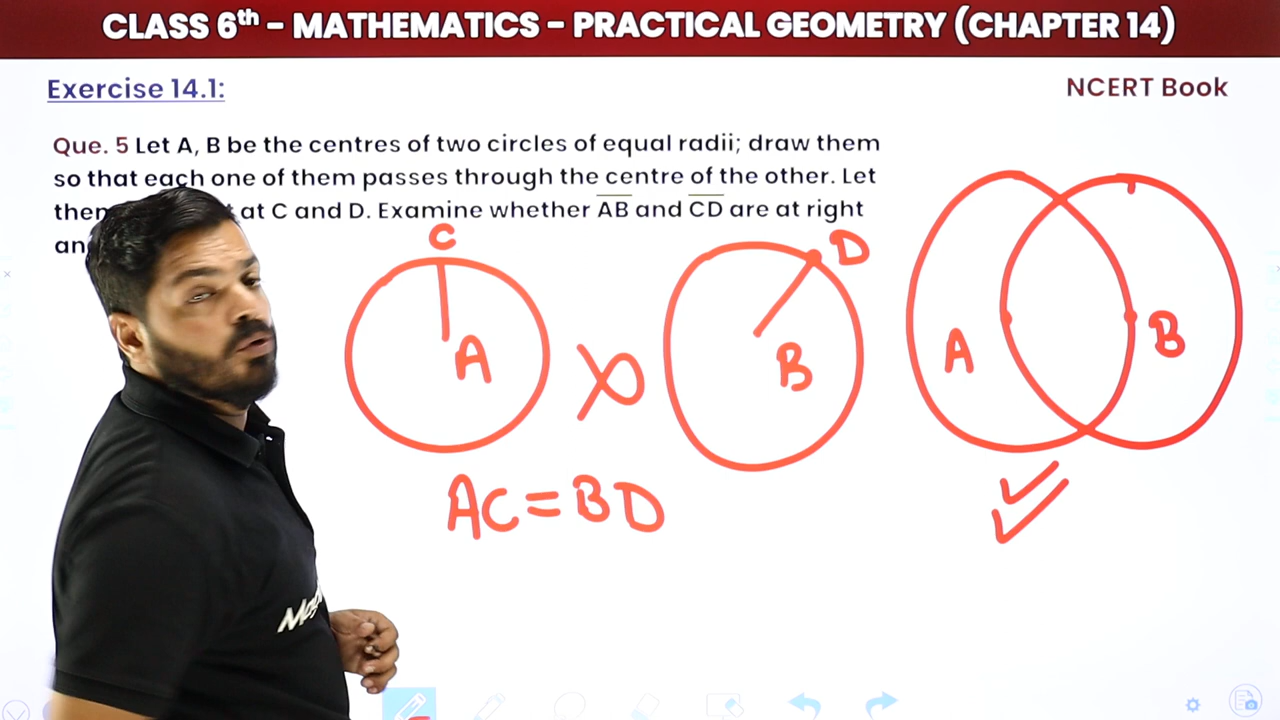 CLASS 6th - MATHEMATICS - PRACTICAL GEOMETRY (CHAPTER 14)
Exercise 14.1:
NCERT Book
Que. 5 Let A, B be the centres of two circles of equal radii; draw them
so that each one of them passes through the centre of the other. Let
at C and D. Examine whether AB and CD are at right
C
D
A
B
A
B
AC=BD